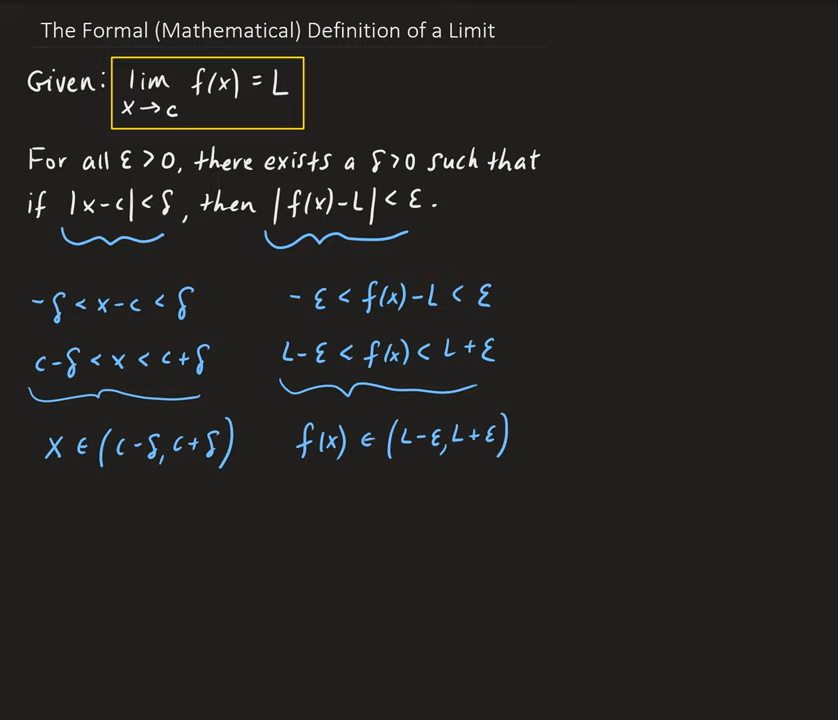 The Formal (Mathematical) Definition of a Limit
Given: lim f(x) = L
x→c
For all ε>0, there exists a δ>0 such that
if |x-c|<δ, then |f(x)-L|<ε.
-δ<x-c<δ -ε<f(x)-L<ε
c-δ<x<c+δ L-ε<f(x)<L+ε
x∈(c-δ,c+δ) f(x)∈(L-ε,L+ε)